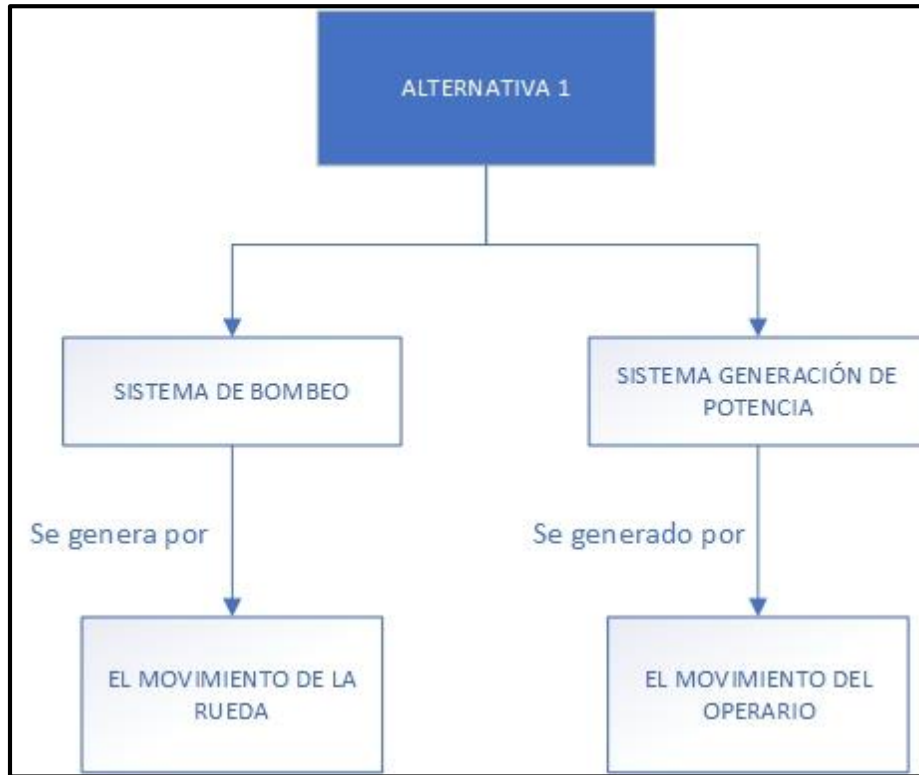 ALTERNATIVA 1
SISTEMA DE BOMBEO
SISTEMA GENERACIÓN DE
POTENCIA
Se genera por
Se generado por
EL MOVIMIENTO DE LA
RUEDA
EL MOVIMIENTO DEL
OPERARIO